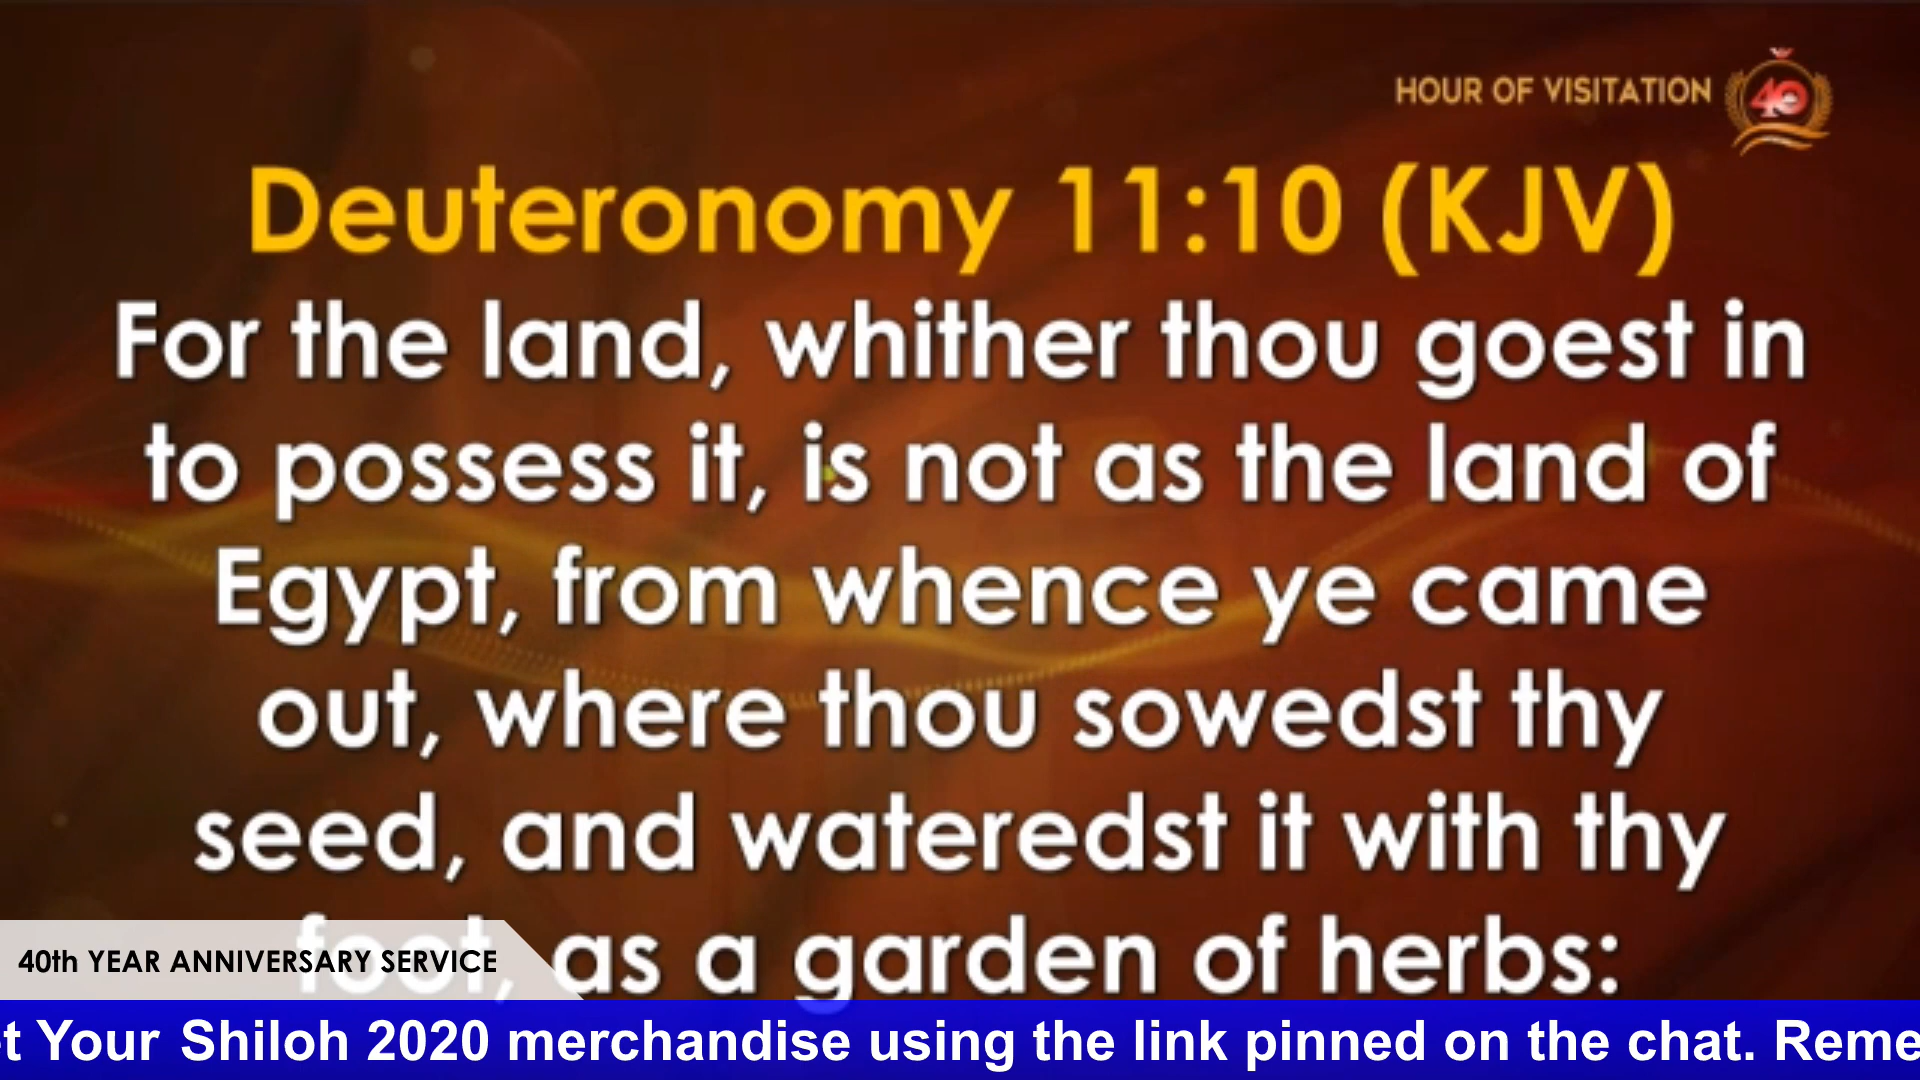 HOUR OF VISITATION 40
Deuteronomy 11:10 (KJV)
For the land, whither thou goest in
to possess it, is not as the land of
Egypt, from whence ye came
out, where thou sowedst thy
seed, and wateredst it with thy
foot, as a garden of herbs:
40th YEAR ANNIVERSARY SERVICE
t Your Shiloh 2020 merchandise using the link pinned on the chat. Reme